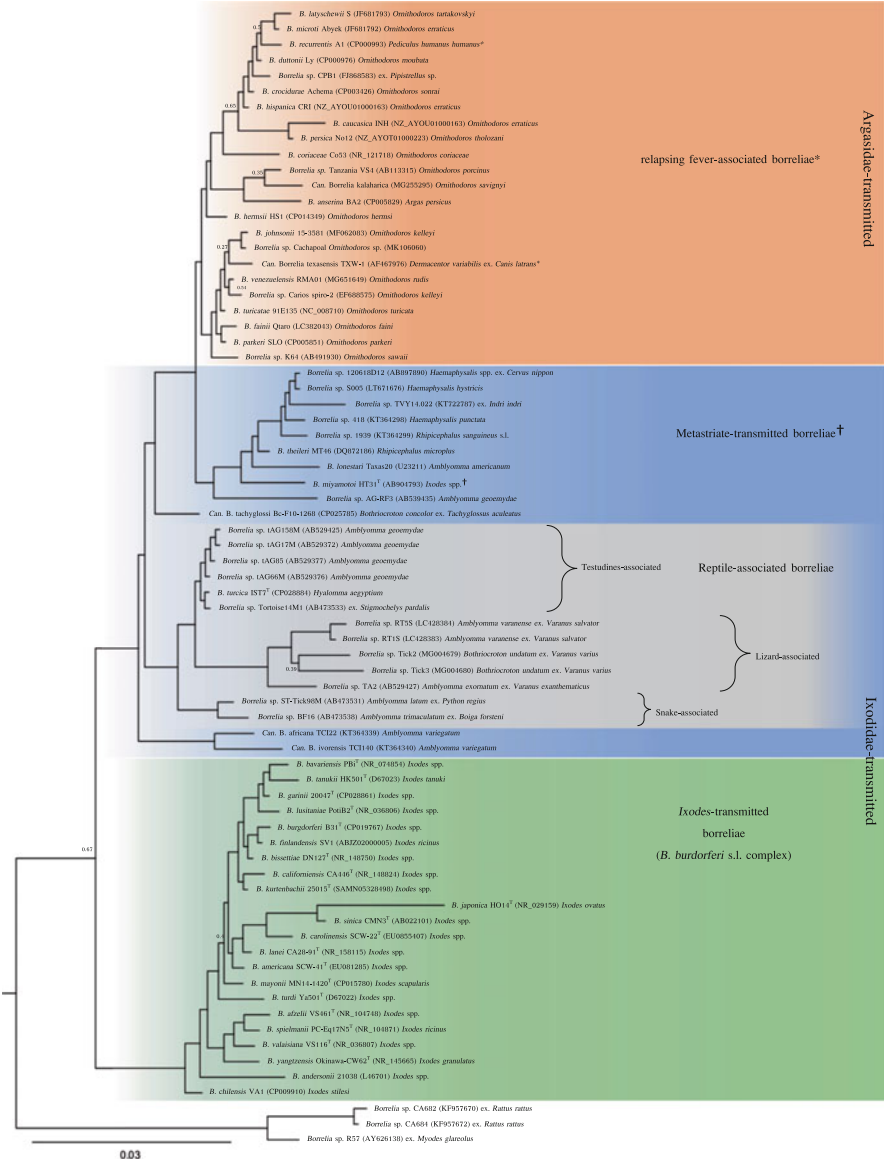 B. latyschewii S (JF681793) Ornithodoros tartakovskyi
0.5
B. microti Abyek (JF681792) Ornithodoros erraticus
B. recurrentis A1 (CP000993) Pediculus humanus humanus*
B. duttonii Ly (CP000976) Ornithodoros moubata
Borrelia sp. CPB1 (FJ868583) ex. Pipistrellus sp.
B. crocidurae Achema (CP003426) Ornithodoros sonrai
0.65
B. hispanica CRI (NZ_AYOU01000163) Ornithodoros erraticus
B. caucasica INH (NZ_AYOU01000163) Ornithodoros erraticus
B. persica No12 (NZ_AYOT01000223) Ornithodoros tholozani
B. coriaceae Co53 (NR_121718) Ornithodoros coriaceus
relapsing fever-associated borreliae*
Argasidae-transmitted
0.35
Borrelia sp. Tanzania VS4 (AB113315) Ornithodoros porcinus
Can. Borrelia kalaharica (MG255295) Ornithodoros savignyi
B. anserina BA2 (CP005829) Argas persicus
B. hermsii HS1 (CP014349) Ornithodoros hermsi
B. johnsonii 15-3581 (MF062083) Ornithodoros kelleyi
0.27
Borrelia sp. Cachapoal Ornithodoros sp. (MK106060)
Can. Borrelia texasensis TXW-1 (AF467976) Dermacentor variabilis ex. Canis latrans*
B. venezuelensis RMA01 (MG651649) Ornithodoros rudis
0.51
Borrelia sp. Carios spiro-2 (EF688575) Ornithodoros kelleyi
B. turicatae 91E135 (NC_008710) Ornithodoros turicata
B. fainii Qtaro (LC382043) Ornithodoros faini
B. parkeri SLO (CP005851) Ornithodoros parkeri
Borrelia sp. K64 (AB491930) Ornithodoros sawaii
Borrelia sp. 120618D12 (AB897890) Haemaphysalis spp. ex Cervus nippon
Borrelia sp. S005 (LT671676) Haemaphysalis hystricis
Borrelia sp. TVY14.022 (KT722787) ex. Indri indri
Borrelia sp. 418 (KT364298) Haemaphysalis punctata
Borrelia sp. 1939 (KT364299) Rhipicephalus sanguineus s.l.
Metastriate-transmitted borreliae†
B. theileri MT46 (DQ872186) Rhipicephalus microplus
B. lonestari Taxas20 (U23211) Amblyomma americanum
B. miyamotoi HT31T (AB904793) Ixodes spp.†
Borrelia sp. AG-RF3 (AB539435) Amblyomma geoemydae
Can. B. tachyglossi Bc-F10-1268 (CP025785) Bothriocroton concolor ex. Tachyglossus aculeatus
Borrelia sp. tAG158M (AB529425) Amblyomma geoemydae
Borrelia sp. tAG17M (AB529372) Amblyomma geoemydae
Borrelia sp. tAG85 (AB529377) Amblyomma geoemydae
Testudines-associated
Reptile-associated borreliae
Borrelia sp. tAG66M (AB529376) Amblyomma geoemydae
B. turcica IST7T (CP028884) Hyalomma aegyptium
Borrelia sp. Tortoise14M1 (AB473533) ex. Stigmochelys pardalis
Borrelia sp. RT5S (LC428384) Amblyomma varanense ex. Varanus salvator
Borrelia sp. RT1S (LC428383) Amblyomma varanense ex. Varanus salvator
Borrelia sp. Tick2 (MG004679) Bothriocroton undatum ex. Varanus varius
Lizard-associated
0.39
Borrelia sp. Tick3 (MG004680) Bothriocroton undatum ex. Varanus varius
Borrelia sp. TA2 (AB529427) Amblyomma exornatum ex. Varanus exanthematicus
Borrelia sp. ST-Tick98M (AB473531) Amblyomma latum ex. Python regius
Snake-associated
Borrelia sp. BF16 (AB473538) Amblyomma trimaculatum ex. Boiga forsteni
Can. B. africana TCI22 (KT364339) Amblyomma variegatum
Can. B. ivorensis TCI140 (KT364340) Amblyomma variegatum
Ixodidae-transmitted
B. bavariensis PBiT (NR_074854) Ixodes spp.
B. tanukii HK501T (D67023) Ixodes tanuki
B. garinii 20047T (CP028861) Ixodes spp.
B. lusitaniae PotiB2T (NR_036806) Ixodes spp.
B. burgdorferi B31T (CP019767) Ixodes spp.
B. finlandensis SV1 (ABJZ02000005) Ixodes ricinus
0.67
B. bissettiae DN127T (NR_148750) Ixodes spp.
Ixodes-transmitted
borreliae
(B. burdorferi s.l. complex)
B. californiensis CA446T (NR_148824) Ixodes spp.
B. kurtenbachii 25015T (SAMN05328498) Ixodes spp.
B. japonica HO14T (NR_029159) Ixodes ovatus
B. sinica CMN3T (AB022101) Ixodes spp.
B. carolinensis SCW-22T (EU0855407) Ixodes spp.
0.4
B. lanei CA28-91T (NR_158115) Ixodes spp.
B. americana SCW-41T (EU081285) Ixodes spp.
B. mayonii MN14-1420T (CP015780) Ixodes scapularis
B. turdi Ya501T (D67022) Ixodes spp.
B. afzelii VS461T (NR_104748) Ixodes spp.
B. spielmanii PC-Eq17N5T (NR_104871) Ixodes ricinus
B. valaisiana VS116T (NR_036807) Ixodes spp.
B. yangtzensis Okinawa-CW62T (NR_145665) Ixodes granulatus
B. andersonii 21038 (L46701) Ixodes spp.
B. chilensis VA1 (CP009910) Ixodes stilesi
Borrelia sp. CA682 (KF957670) ex. Rattus rattus
Borrelia sp. CA684 (KF957672) ex. Rattus rattus
Borrelia sp. R57 (AY626138) ex. Myodes glareolus
0.03